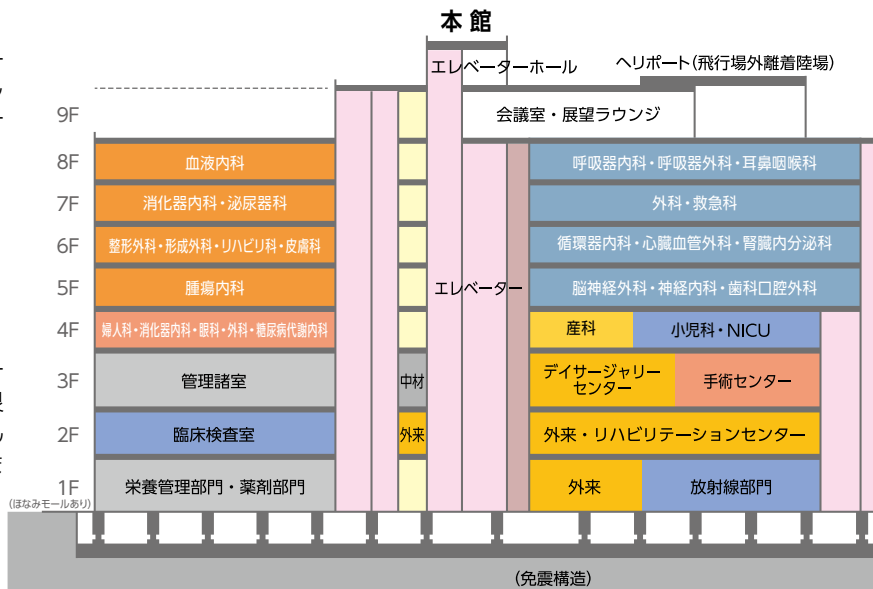 本館
エレベーターホール
ヘリポート(飛行場外離着陸場)
9F
会議室・展望ラウンジ
8F
血液内科
呼吸器内科・呼吸器外科・耳鼻咽喉科
7F
消化器内科・泌尿器科
外科・救急科
6F
整形外科・形成外科・リハビリ科・皮膚科
循環器内科・心臓血管外科・腎臓内分泌科
5F
腫瘍内科
エレベーター
脳神経外科・神経内科・歯科口腔外科
4F
婦人科・消化器内科・眼科・外科・糖尿病代謝内科
産科
小児科・NICU
3F
管理諸室
中材
デイサージャリー
センター
手術センター
2F
臨床検査室
外来
外来・リハビリテーションセンター
1F
(ほなみモールあり)
栄養管理部門・薬剤部門
外来
放射線部門
(免震構造)